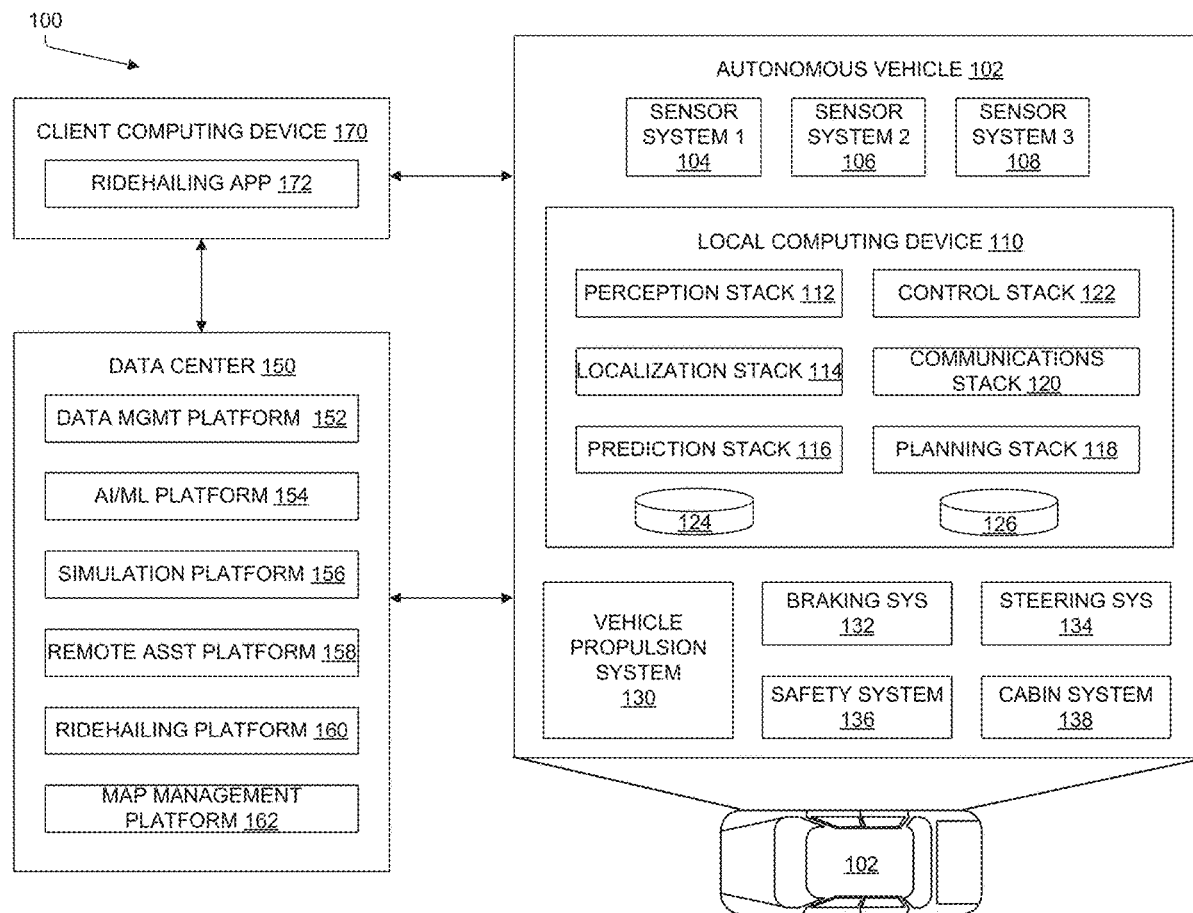 100
CLIENT COMPUTING DEVICE 170
RIDEHAILING APP 172
DATA CENTER 150
DATA MGMT PLATFORM 152
AI/ML PLATFORM 154
SIMULATION PLATFORM 156
REMOTE ASST PLATFORM 158
RIDEHAILING PLATFORM 160
MAP MANAGEMENT
PLATFORM 162
AUTONOMOUS VEHICLE 102
SENSOR
SYSTEM 1
104
SENSOR
SYSTEM 2
106
SENSOR
SYSTEM 3
108
LOCAL COMPUTING DEVICE 110
PERCEPTION STACK 112
CONTROL STACK 122
LOCALIZATION STACK 114
COMMUNICATIONS
STACK 120
PREDICTION STACK 116
PLANNING STACK 118
124
126
VEHICLE
PROPULSION
SYSTEM
130
BRAKING SYS
132
STEERING SYS
134
SAFETY SYSTEM
136
CABIN SYSTEM
138
102